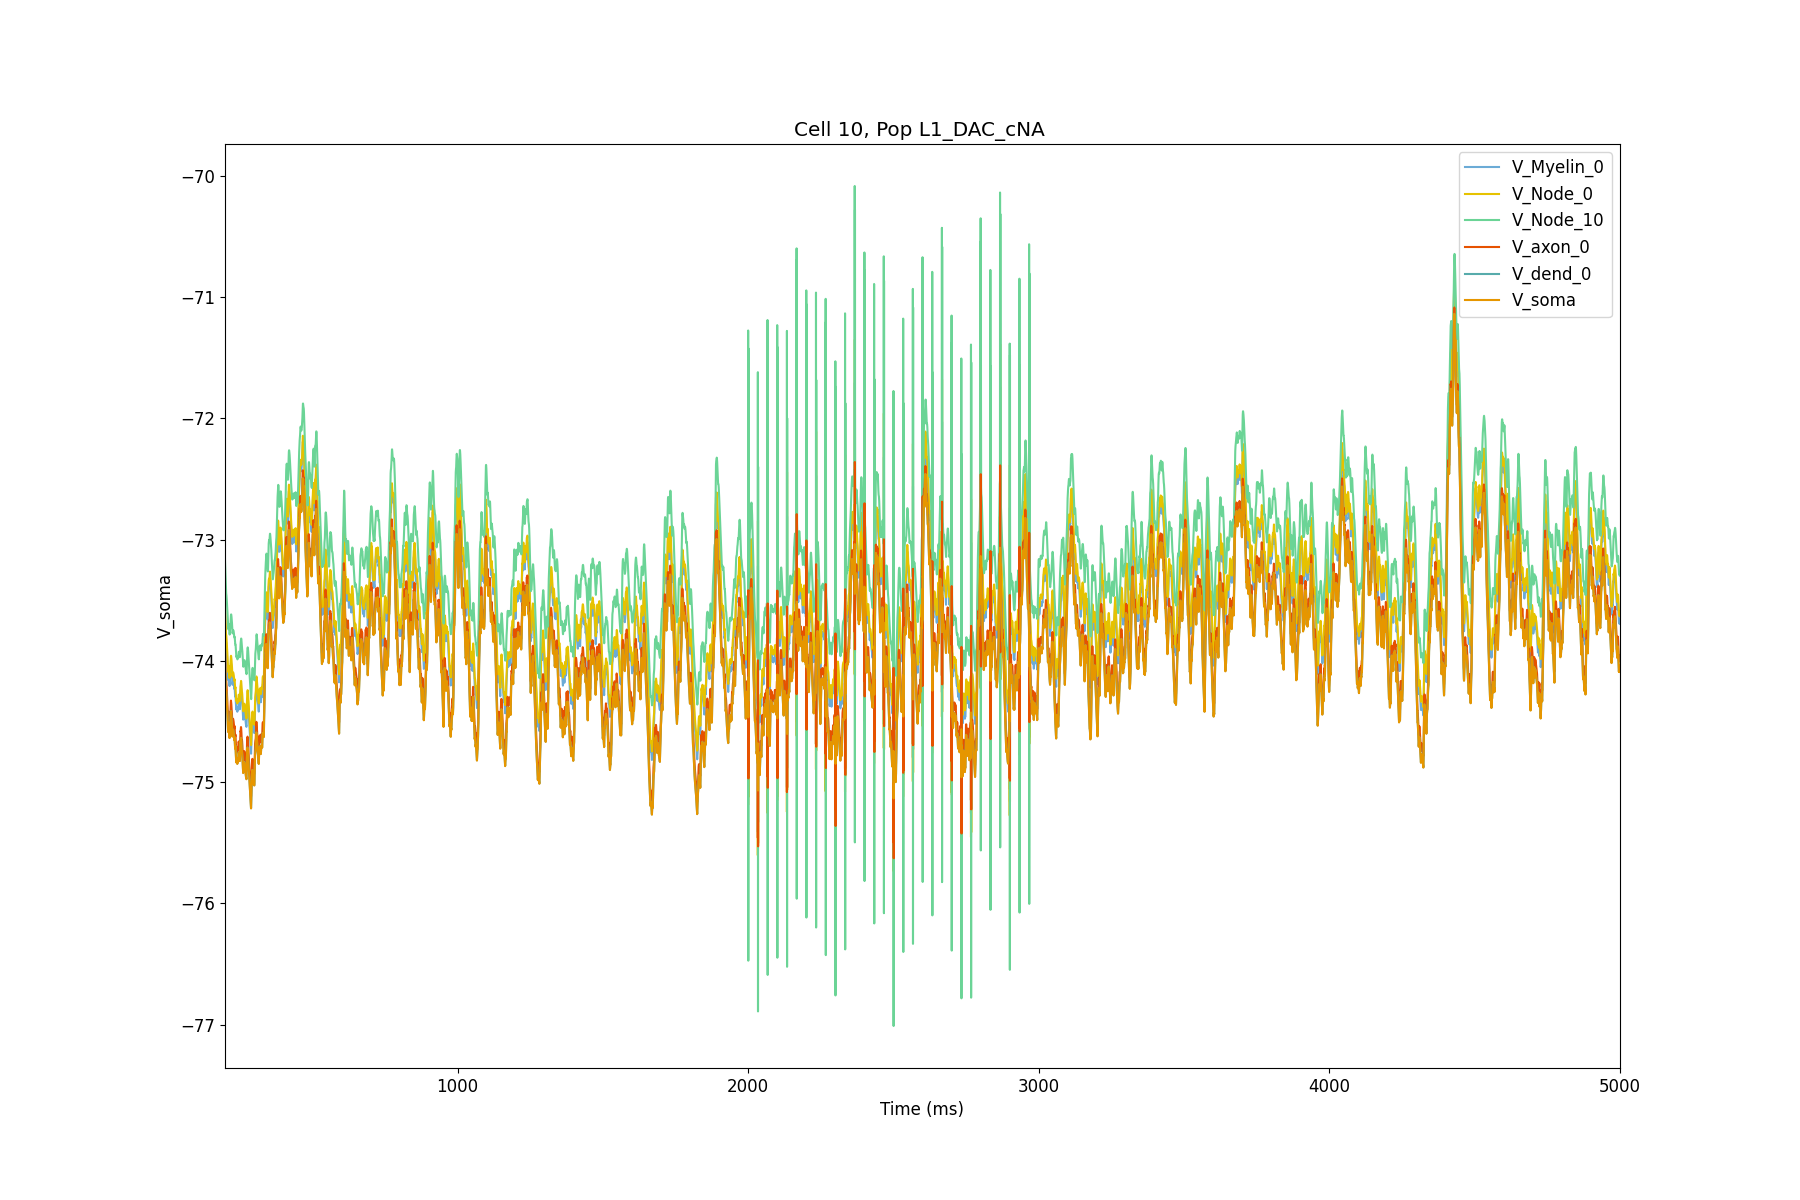 Cell 10, Pop L1_DAC_cNA
V_Myelin_0
V_Node_0
V_Node_10
V_axon_0
V_dend_0
V_soma
−70
−71
−72
−73
−74
−75
−76
−77
V_soma
1000
2000
3000
4000
5000
Time (ms)